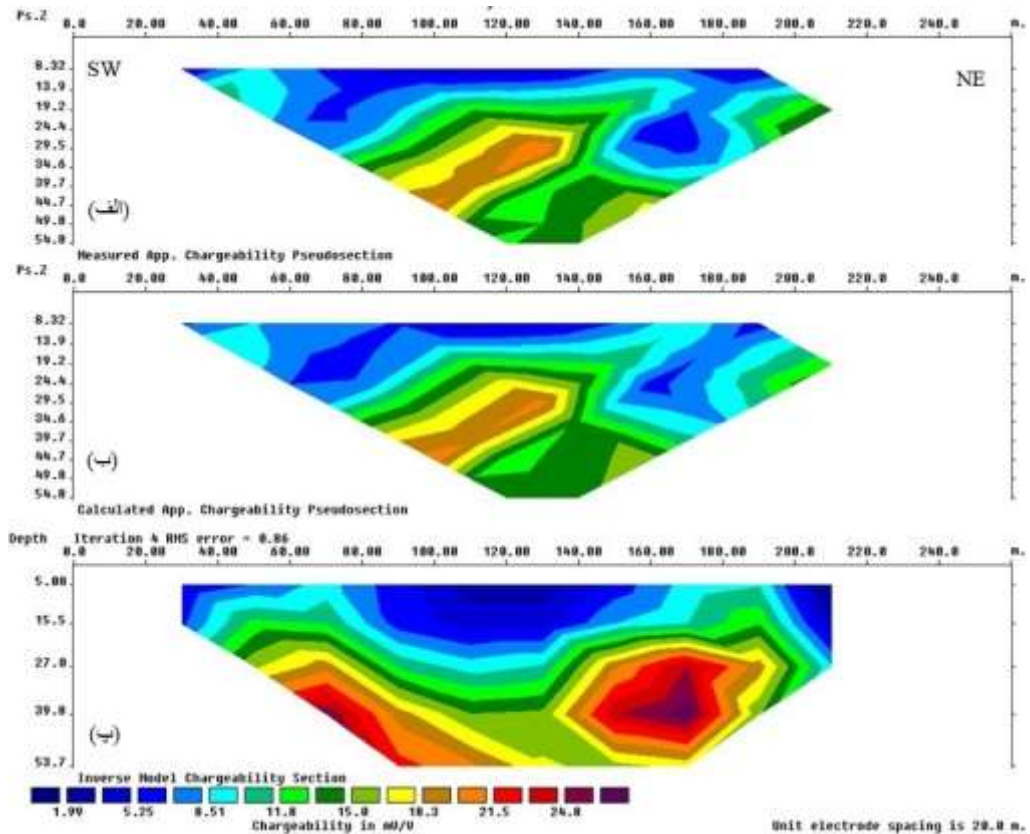 Ps.Z 0.0 20.00 40.00 60.00 80.00 100.00 120.00 140.00 160.00 180.00 200.0 220.0 240.0 m.
8.32
SW NE
13.9
19.2
24.4
29.5
34.6
39.7
44.7
(الف)
49.8
54.8
Measured App. Chargeability Pseudosection
Ps.Z 0.0 20.00 40.00 60.00 80.00 100.00 120.00 140.00 160.00 180.00 200.0 220.0 240.0 m.
8.32
13.9
19.2
24.4
29.5
34.6
39.7
44.7
(ب)
49.8
54.8
Calculated App. Chargeability Pseudosection
Depth Iteration 4 RMS error = 0.86
0.0 20.00 40.00 60.00 80.00 100.00 120.00 140.00 160.00 180.00 200.0 220.0 240.0 m.
5.00
15.5
27.0
39.8
(پ)
53.7
Inverse Model Chargeability Section
1.99 5.25 8.51 11.8 15.0 18.3 21.5 24.8
Chargeability in mV/V
Unit electrode spacing is 20.0 m.